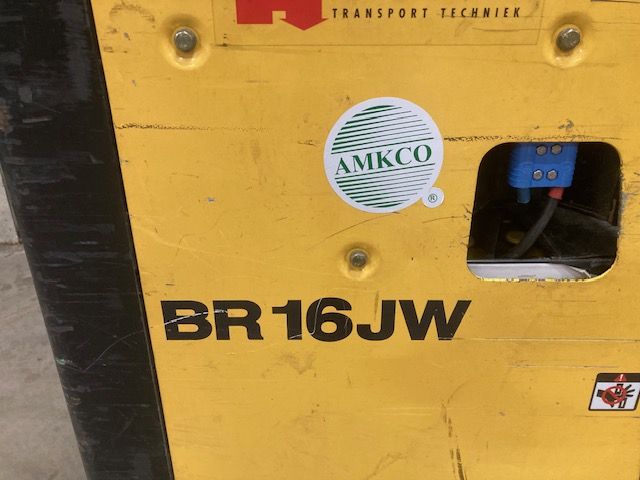 TRANSPORT TECHNIEK
AMKCO
®
BR16JW